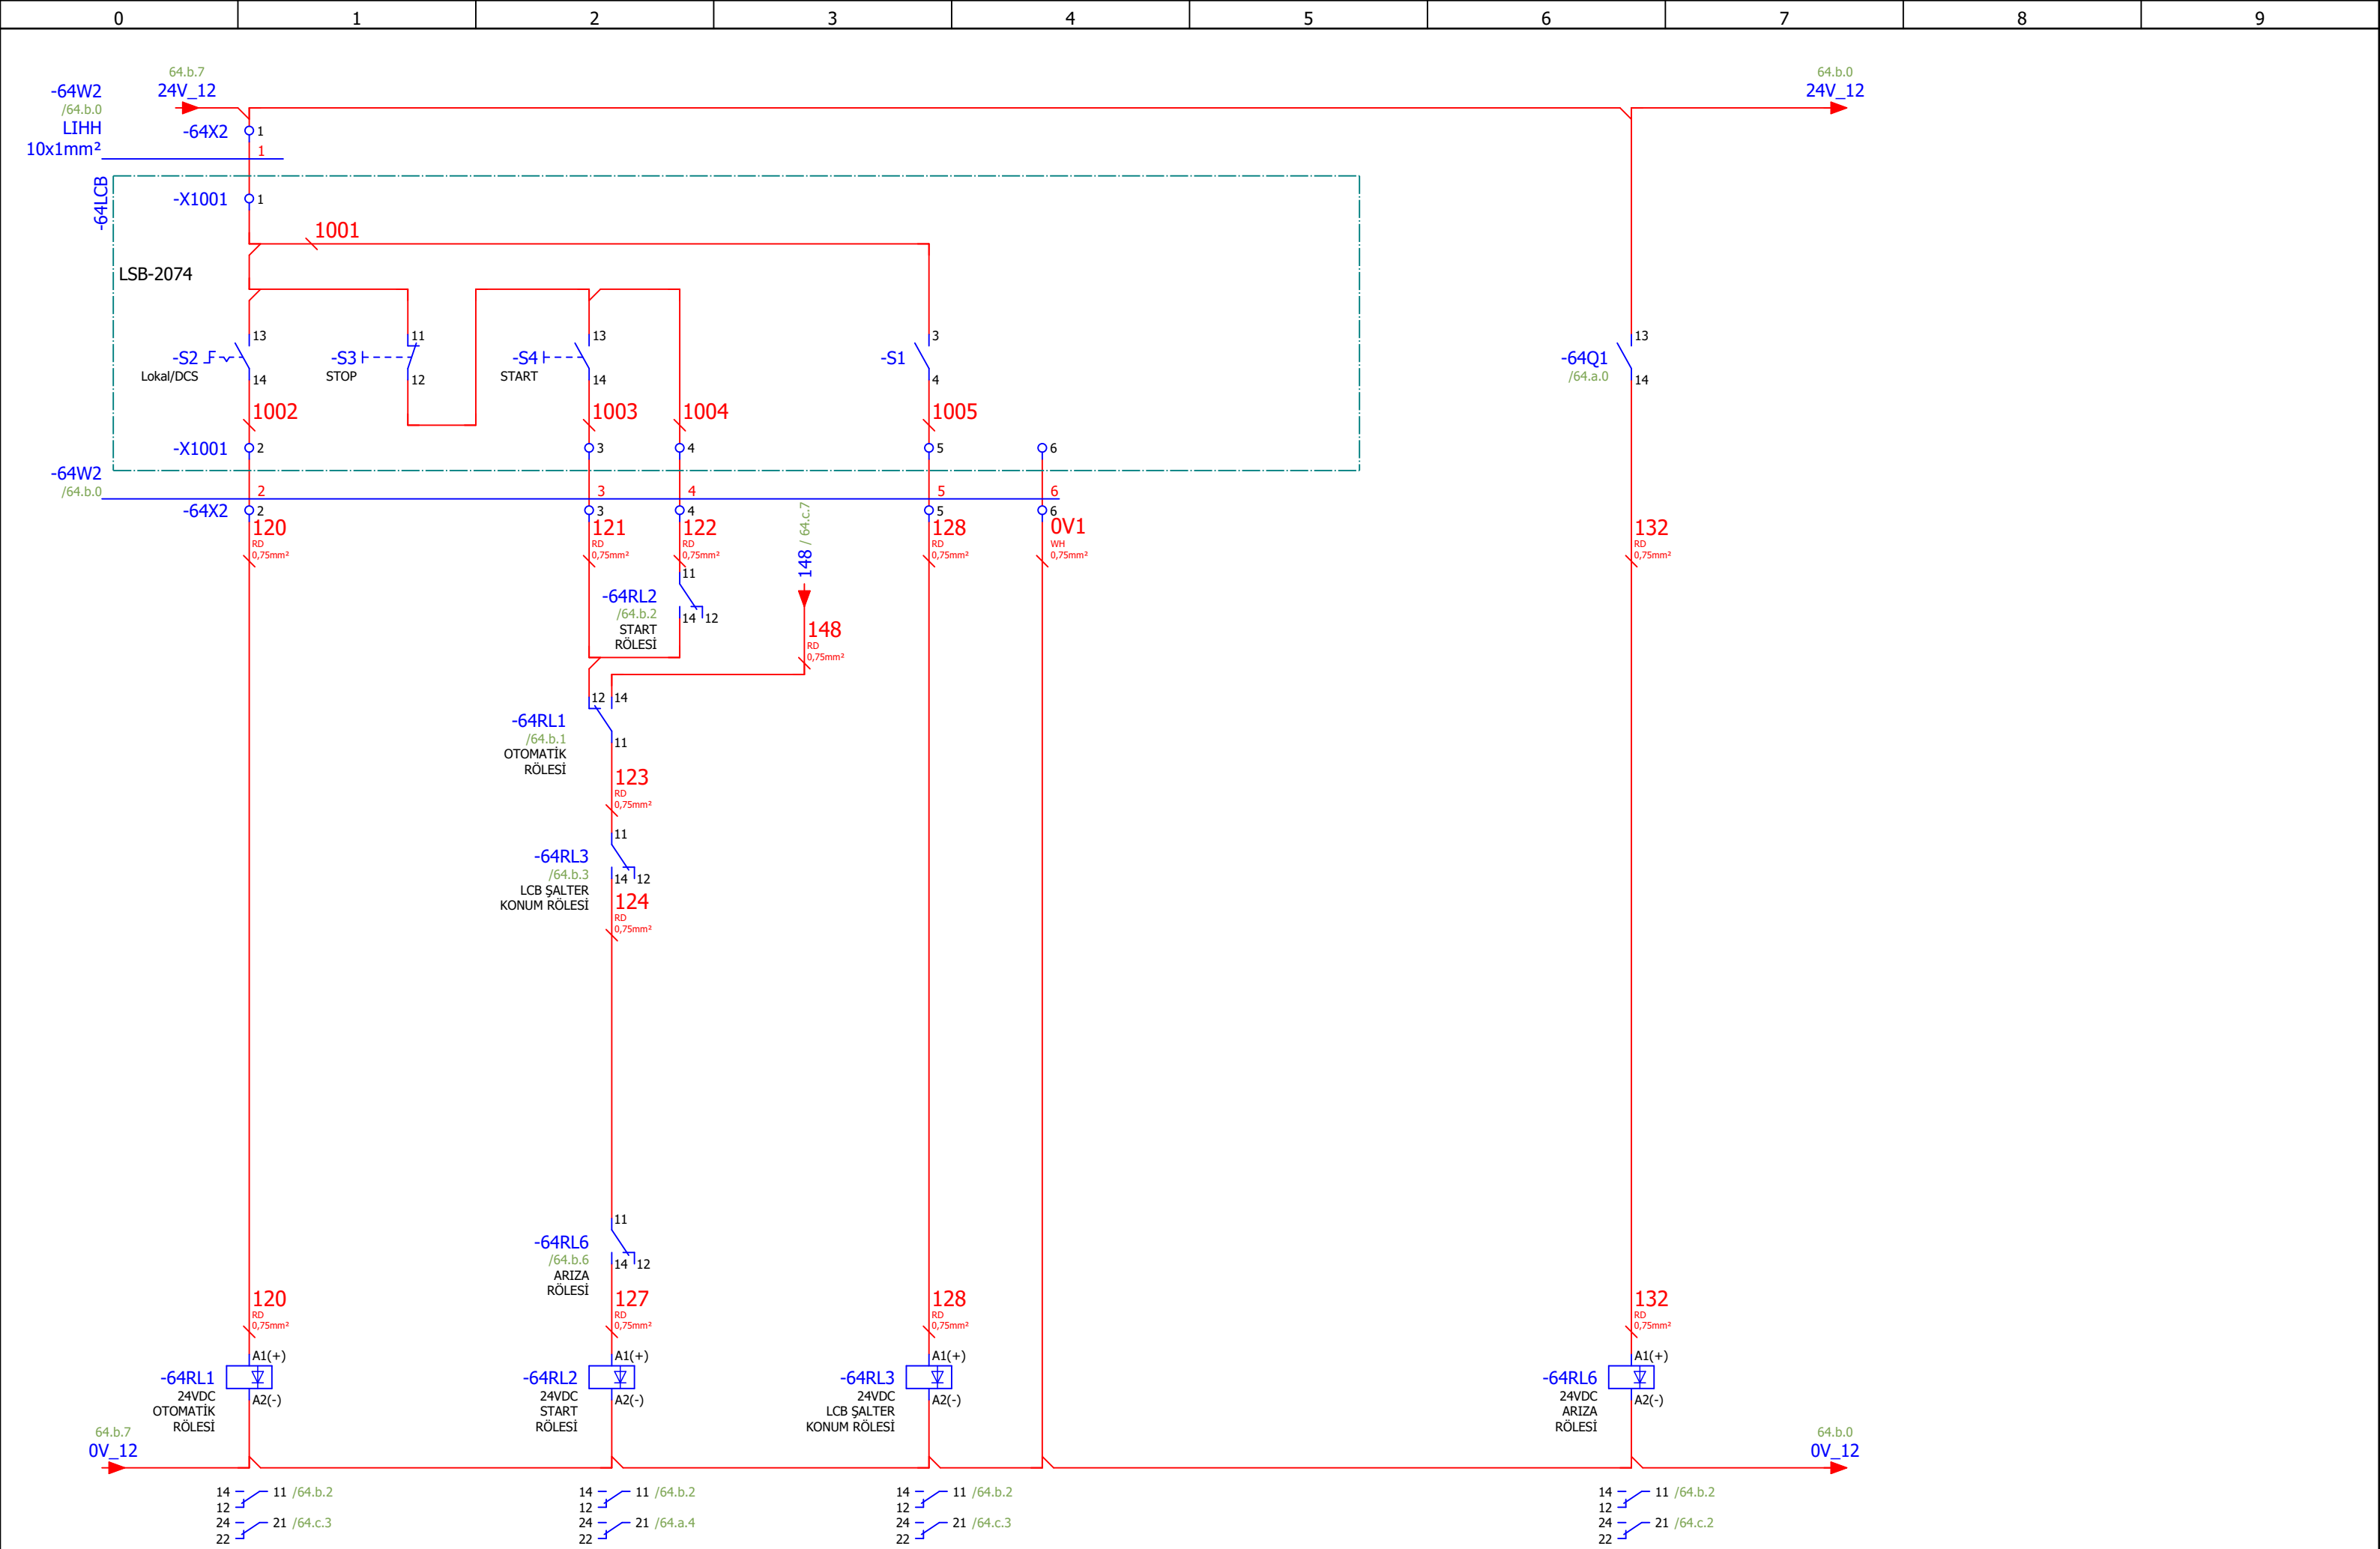 0 1 2 3 4 5 6 7 8 9
64.b.7
24V_12
64.b.0
24V_12
-64W2
/64.b.0
LIHH
10x1mm²
-64X2 1
1
-64LCB
-X1001 1
1001
LSB-2074
13
-S2
Lokal/DCS
14
11
-S3
STOP
12
13
-S4
START
14
3
-S1
4
13
-64Q1
/64.a.0
14
1002 1003 1004 1005
-X1001 2 3 4 5 6
-64W2
/64.b.0
2 3 4 5 6
-64X2 2 3 4 5 6
120
RD
0,75mm²
121
RD
0,75mm²
122
RD
0,75mm²
148 / 64.c.7
128
RD
0,75mm²
0V1
WH
0,75mm²
132
RD
0,75mm²
11
-64RL2
/64.b.2
14 12
START
RÖLESİ
148
RD
0,75mm²
12 14
-64RL1
/64.b.1
11
OTOMATİK
RÖLESİ
123
RD
0,75mm²
11
-64RL3
/64.b.3
14 12
LCB ŞALTER
KONUM RÖLESİ
124
RD
0,75mm²
11
-64RL6
/64.b.6
14 12
ARIZA
RÖLESİ
120
RD
0,75mm²
127
RD
0,75mm²
128
RD
0,75mm²
132
RD
0,75mm²
A1(+)
-64RL1
24VDC
A2(-)
OTOMATİK
RÖLESİ
A1(+)
-64RL2
24VDC
A2(-)
START
RÖLESİ
A1(+)
-64RL3
24VDC
A2(-)
LCB ŞALTER
KONUM RÖLESİ
A1(+)
-64RL6
24VDC
A2(-)
ARIZA
RÖLESİ
64.b.7
0V_12
64.b.0
0V_12
14 11 /64.b.2
12
24 21 /64.c.3
22
14 11 /64.b.2
12
24 21 /64.a.4
22
14 11 /64.b.2
12
24 21 /64.c.3
22
14 11 /64.b.2
12
24 21 /64.c.2
22